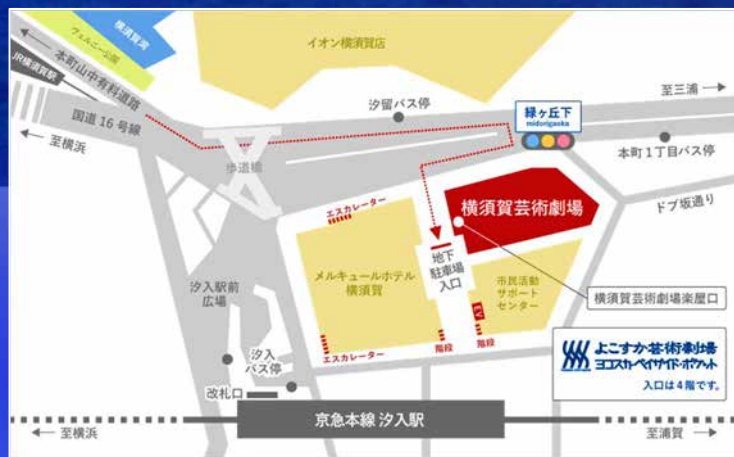 イオン横須賀店
横須賀港
ヴェルニー公園
本町山中有料道路
JR横須賀駅
国道16号線
至横浜
汐留バス停
緑ヶ丘下
midorigaoka
至三浦
本町1丁目バス停
ドブ坂通り
歩道橋
エスカレーター
横須賀芸術劇場
地下
駐車場
入口
メルキュールホテル
横須賀
市民活動
サポート
センター
横須賀芸術劇場楽屋口
汐入駅前
広場
EV
階段
階段
エスカレーター
汐入
バス停
改札口
よこすか芸術劇場
ヨコスカ・ベイサイド・ポケット
入口は4階です。
京急本線 汐入駅
至横浜
至浦賀